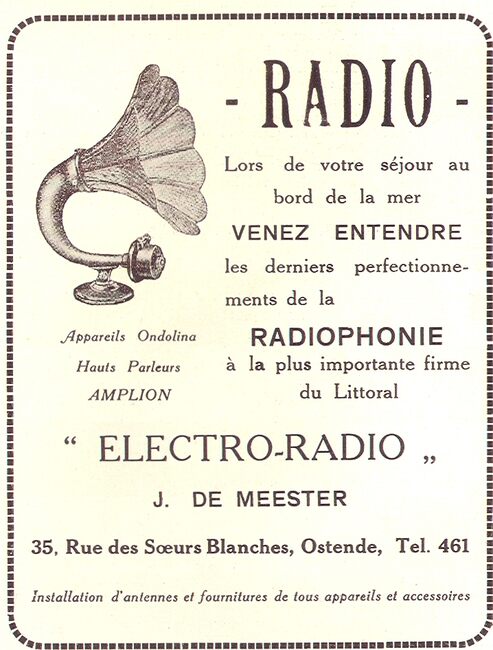 - RADIO -
Lors de votre séjour au
bord de la mer
VENEZ ENTENDRE
les derniers perfectionne-
ments de la
RADIOPHONIE
à la plus importante firme
du Littoral
Appareils Ondolina
Hauts Parleurs
AMPLION
“ ELECTRO-RADIO „
J. DE MEESTER
35, Rue des Sœurs Blanches, Ostende, Tel. 461
Installation d'antennes et fournitures de tous appareils et accessoires